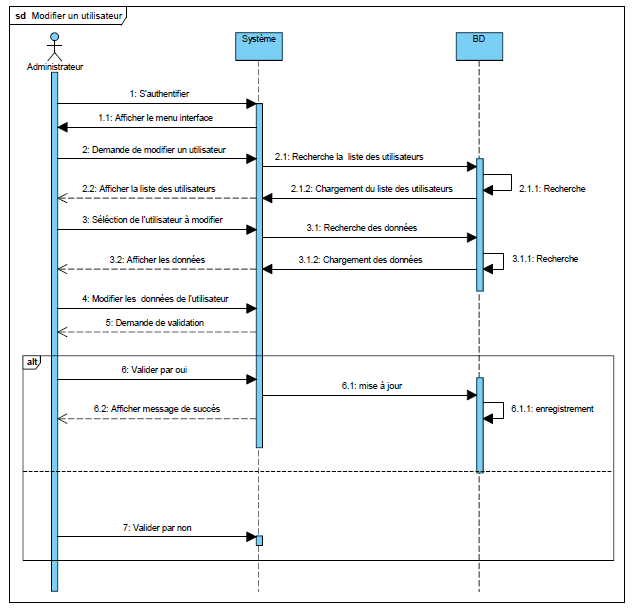 sd Modifier un utilisateur
Système
BD
Administrateur
1: S'authentifier
1.1: Afficher le menu interface
2: Demande de modifier un utilisateur
2.1: Recherche la liste des utilisateurs
2.1.1: Recherche
2.2: Afficher la liste des utilisateurs
2.1.2: Chargement du liste des utilisateurs
3: Séléction de l'utilisateur à modifier
3.1: Recherche des données
3.1.1: Recherche
3.2: Afficher les données
3.1.2: Chargement des données
4: Modifier les données de l'utilisateur
5: Demande de validation
alt
6: Valider par oui
6.1: mise à jour
6.2: Afficher message de succés
6.1.1: enregistrement
7: Valider par non